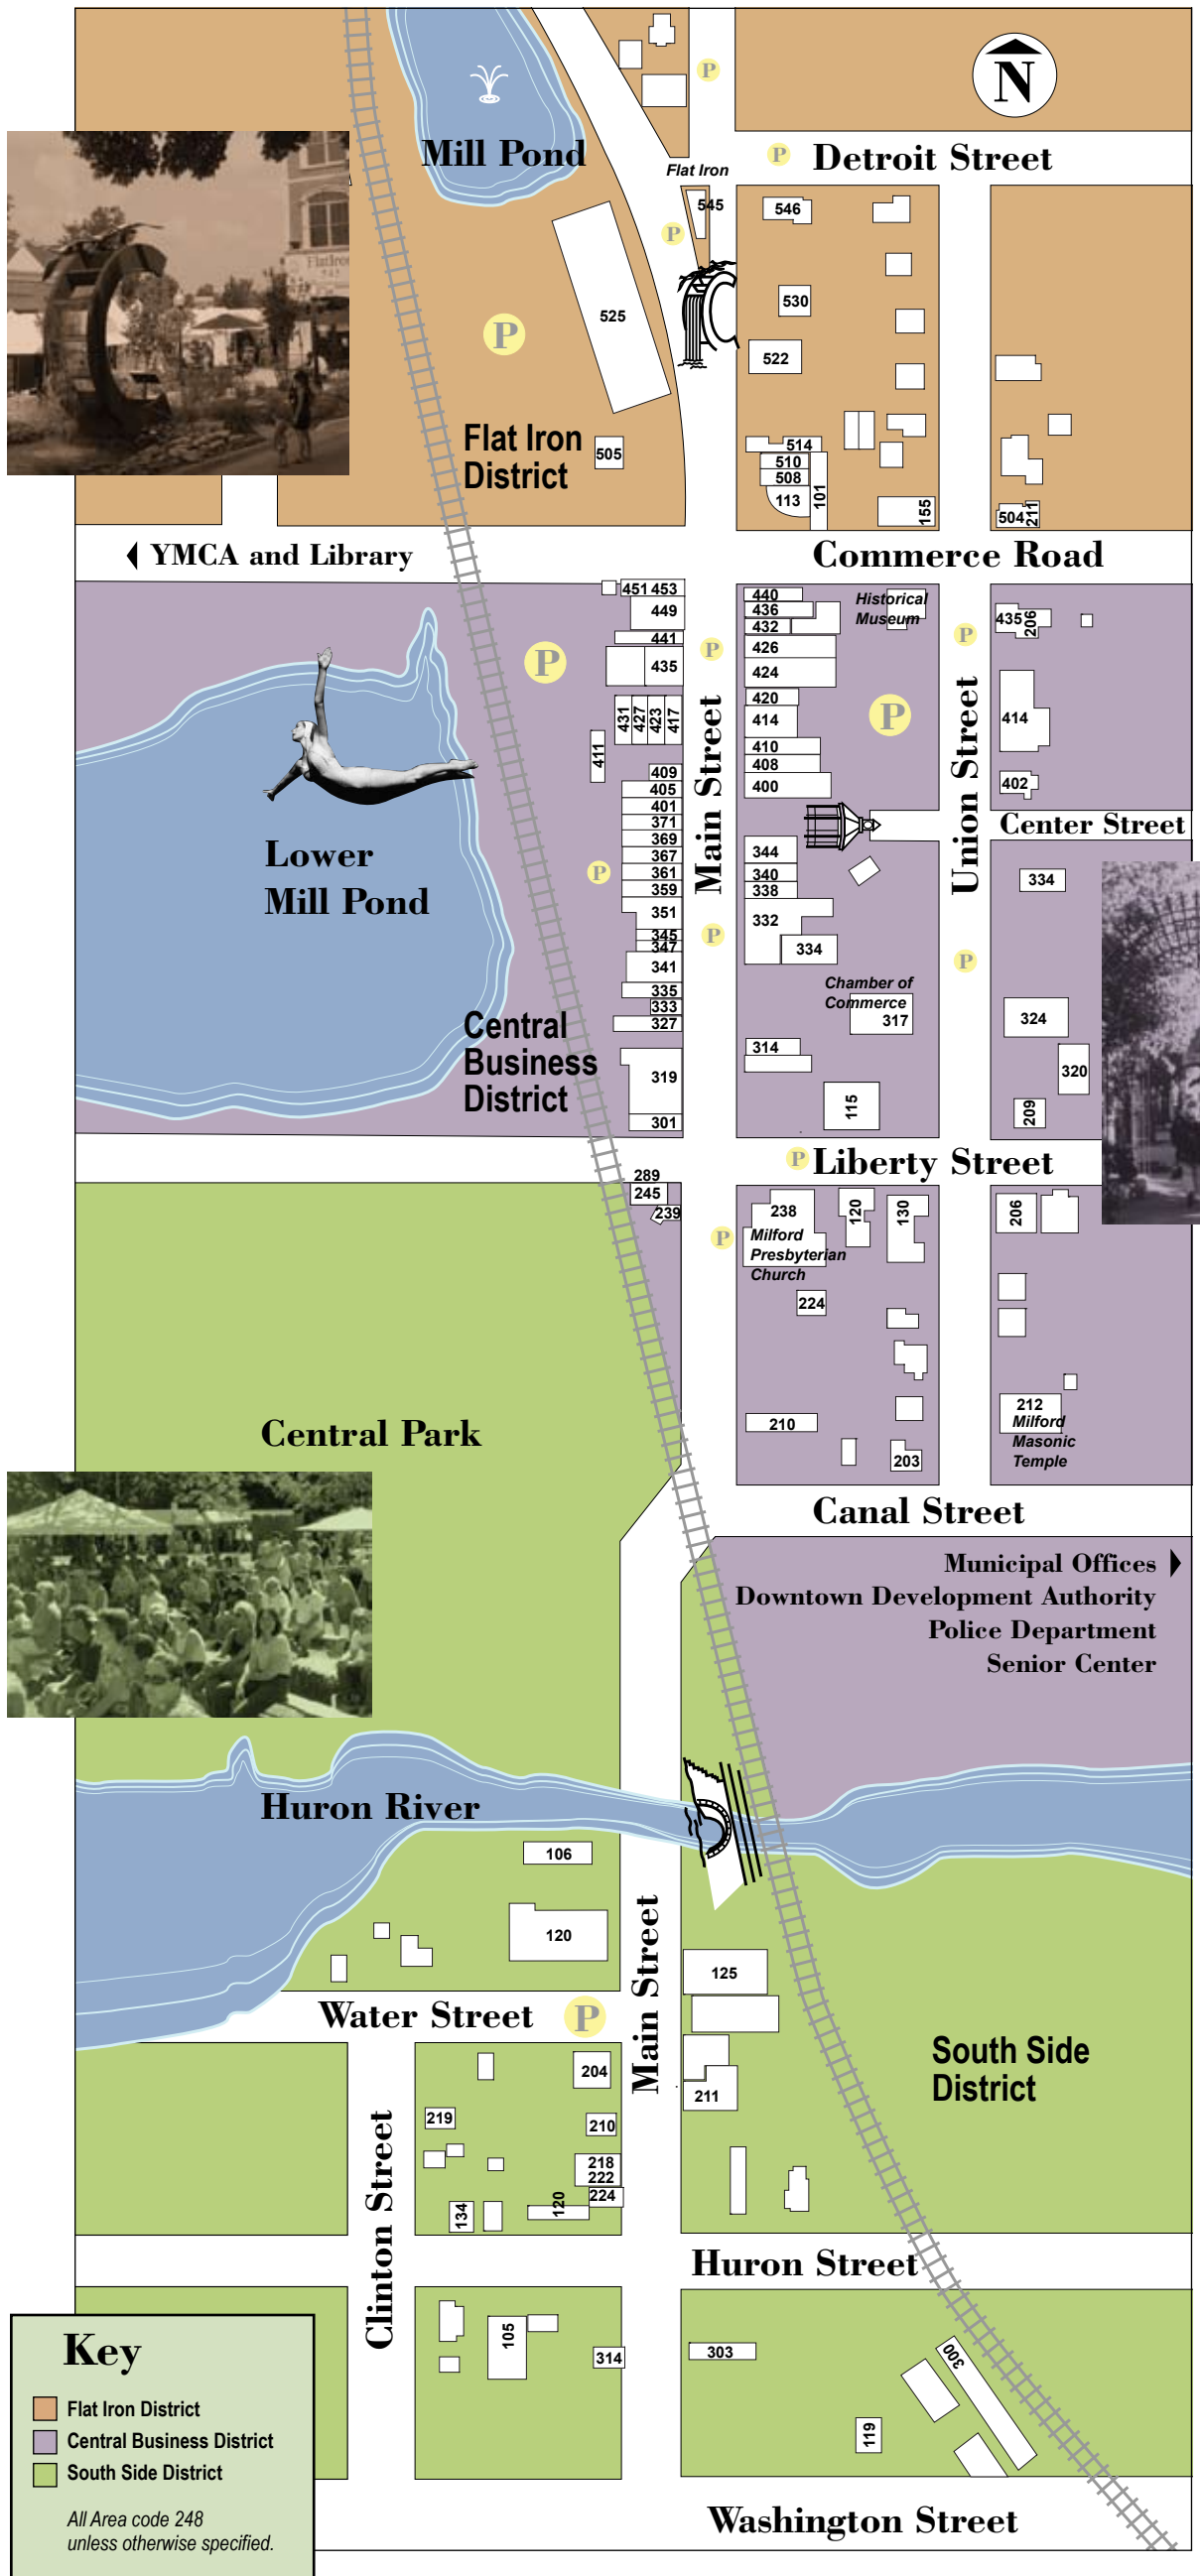 N
P
Mill Pond
P
Detroit Street
Flat Iron
545
546
P
530
525
P
522
Flat Iron
District
505
514
510
508
113
101
155
504
211
YMCA and Library
Commerce Road
451 453
449
441
435
431
427
423
417
411
409
405
401
371
369
367
361
359
351
345
347
341
335
333
327
319
301
P
P
P
P
Main Street
440
436
432
426
424
420
414
410
408
400
344
340
338
332
334
314
115
Historical
Museum
P
Chamber of
Commerce
317
Union Street
P
P
435
206
414
402
Center Street
334
324
320
209
Lower
Mill Pond
Central
Business
District
P
Liberty Street
289
245
239
P
238
Milford
Presbyterian
Church
120
130
224
210
203
206
212
Milford
Masonic
Temple
Central Park
Canal Street
Municipal Offices
Downtown Development Authority
Police Department
Senior Center
Huron River
106
120
Main Street
125
Water Street
P
South Side
District
204
211
219
210
218
222
224
120
134
Clinton Street
Huron Street
105
314
303
300
119
Key
Flat Iron District
Central Business District
South Side District
All Area code 248
unless otherwise specified.
Washington Street